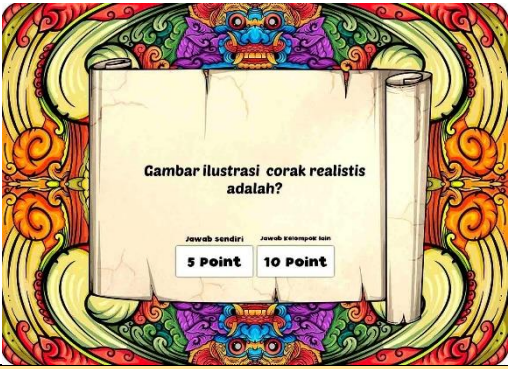 Gambar ilustrasi corak realistis
adalah?
Jawab sendiri
Jawab Kelompok lain
5 Point
10 Point